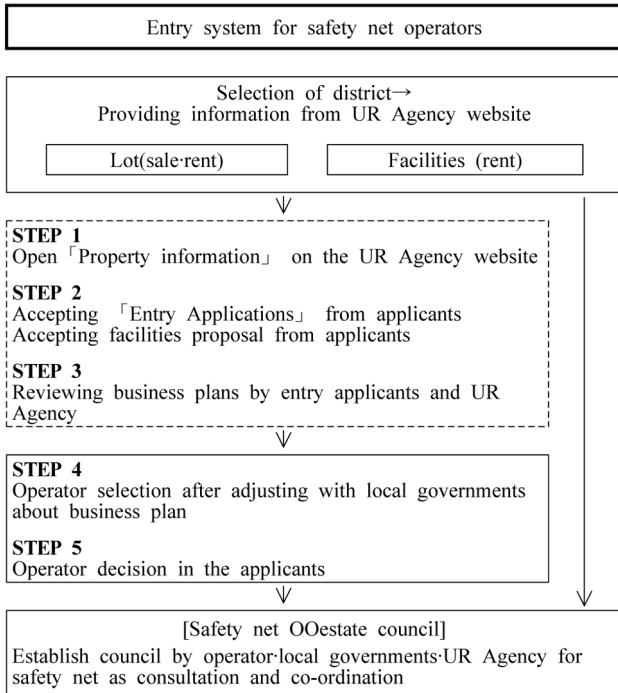 Entry system for safety net operators
Selection of district→
Providing information from UR Agency website
Lot(sale·rent)
Facilities (rent)
STEP 1
Open「Property information」 on the UR Agency website
STEP 2
Accepting 「Entry Applications」 from applicants
Accepting facilities proposal from applicants
STEP 3
Reviewing business plans by entry applicants and UR
Agency
STEP 4
Operator selection after adjusting with local governments
about business plan
STEP 5
Operator decision in the applicants
[Safety net OOestate council]
Establish council by operator·local governments·UR Agency for
safety net as consultation and co-ordination